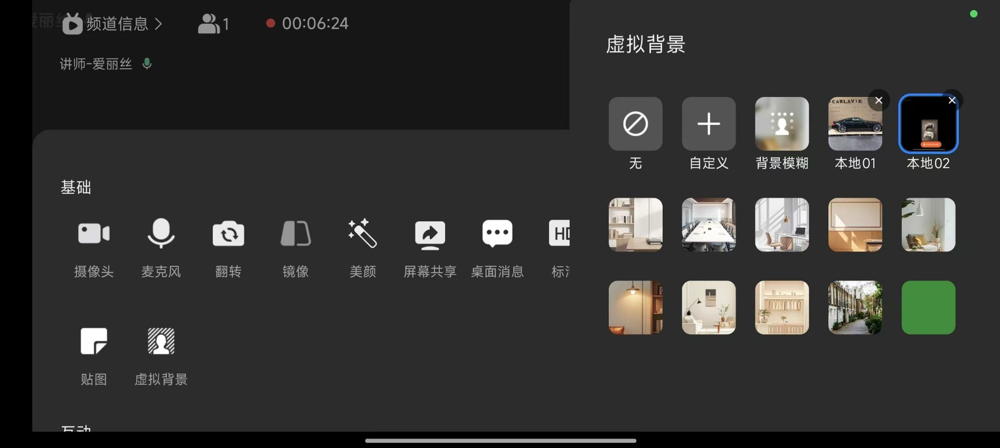 频道信息
1
00:06:24
讲师-爱丽丝
虚拟背景
CARLAVIE
无
自定义
背景模糊
本地01
本地02
基础
HD
摄像头
麦克风
翻转
镜像
美颜
屏幕共享
桌面消息
标
贴图
虚拟背景
互动